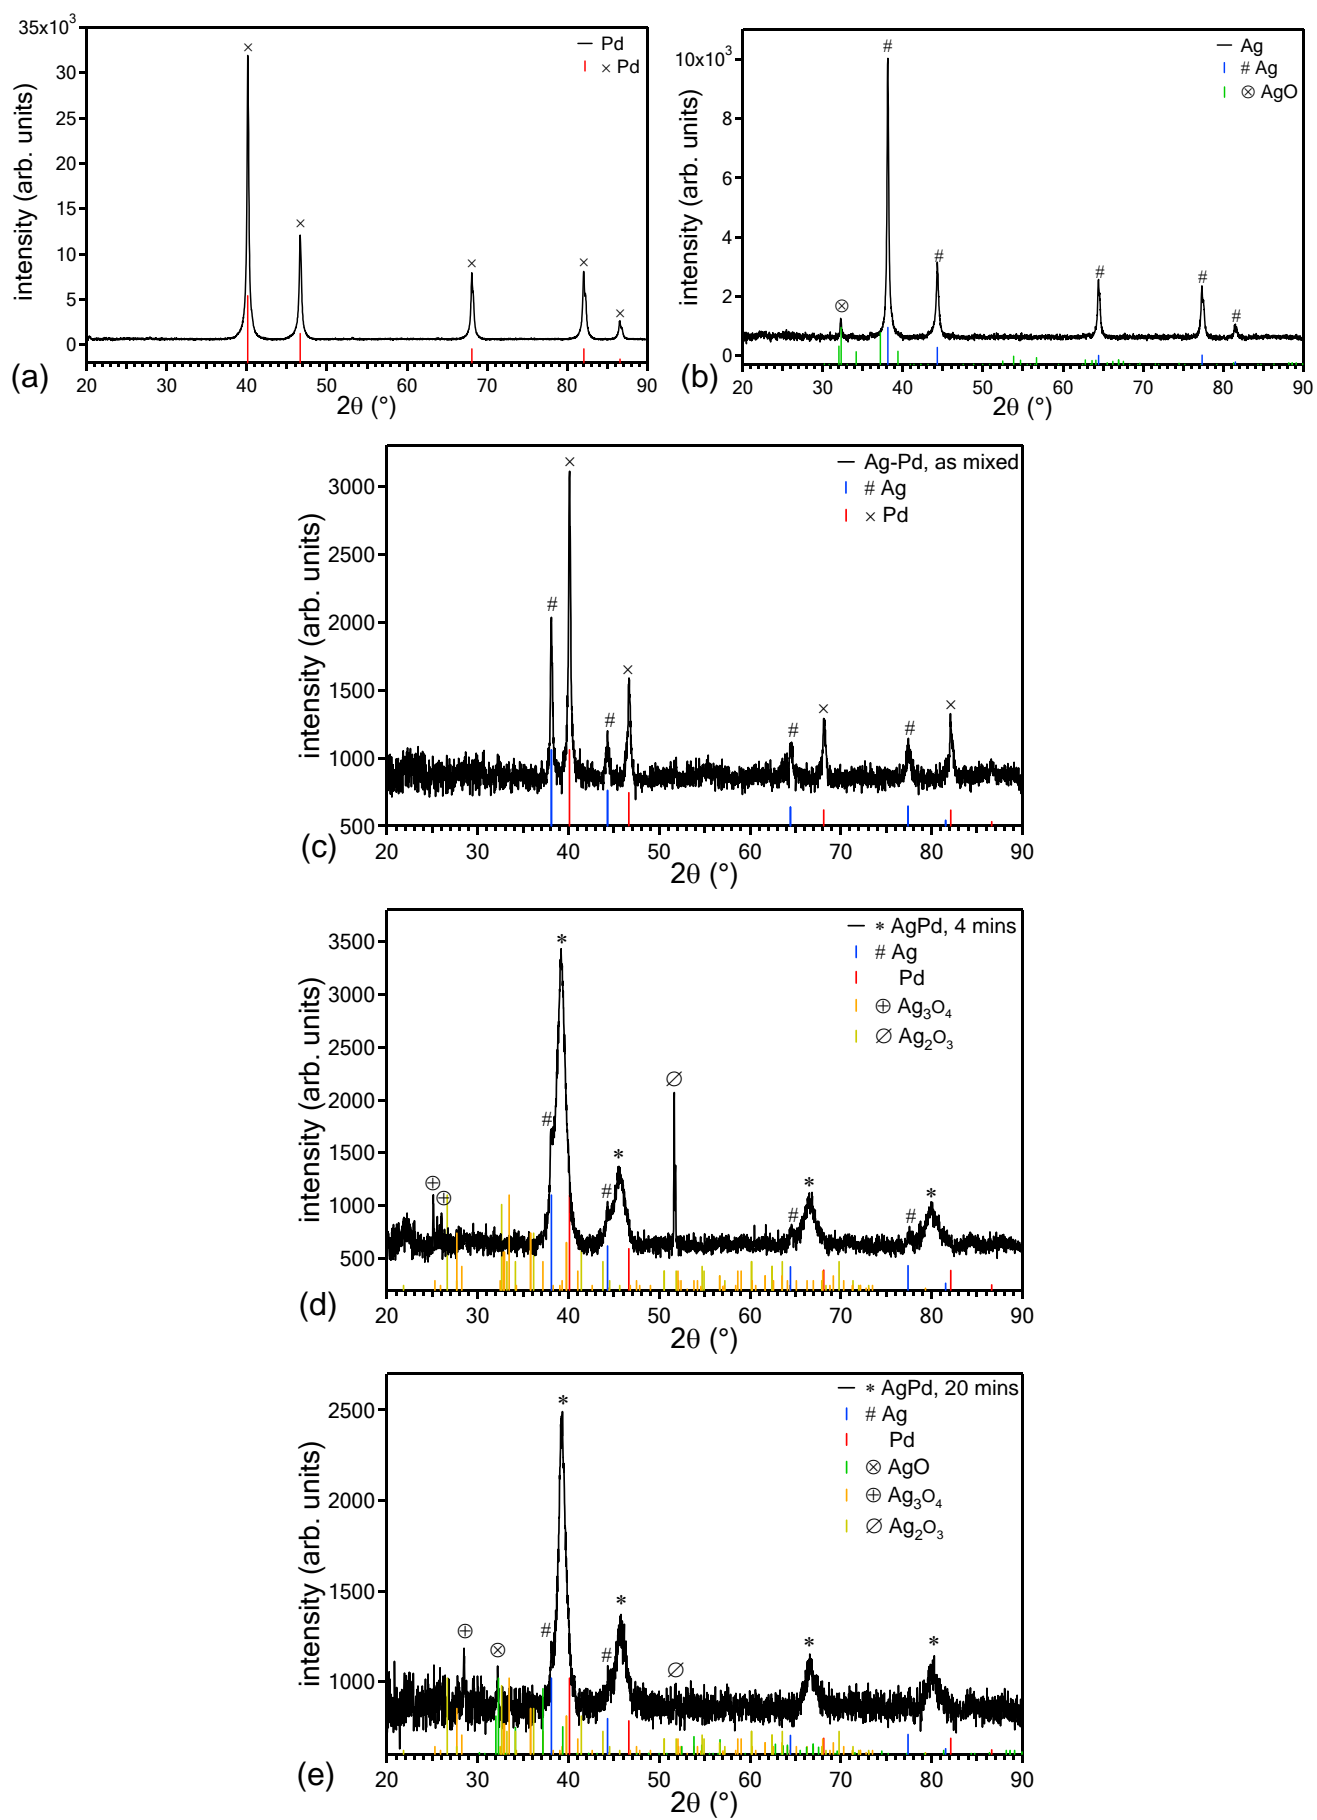 35x10³
30
25
20
15
10
5
0
intensity (arb. units)
×
×
×
×
×
— Pd
× Pd
20 30 40 50 60 70 80 90
2θ (°)
(a)
10x10³
8
6
4
2
0
intensity (arb. units)
⊗
#
#
#
#
#
— Ag
# Ag
⊗ AgO
20 30 40 50 60 70 80 90
2θ (°)
(b)
3000
2500
2000
1500
1000
500
intensity (arb. units)
#
×
#
×
#
×
#
×
— Ag-Pd, as mixed
# Ag
× Pd
20 30 40 50 60 70 80 90
2θ (°)
(c)
3500
3000
2500
2000
1500
1000
500
intensity (arb. units)
⊕
⊕
#
*
#
*
∅
#
*
#
*
— * AgPd, 4 mins
# Ag
Pd
⊕ Ag₃O₄
∅ Ag₂O₃
20 30 40 50 60 70 80 90
2θ (°)
(d)
2500
2000
1500
1000
intensity (arb. units)
⊕
⊗
#
*
#
*
∅
*
*
— * AgPd, 20 mins
# Ag
Pd
⊗ AgO
⊕ Ag₃O₄
∅ Ag₂O₃
20 30 40 50 60 70 80 90
2θ (°)
(e)